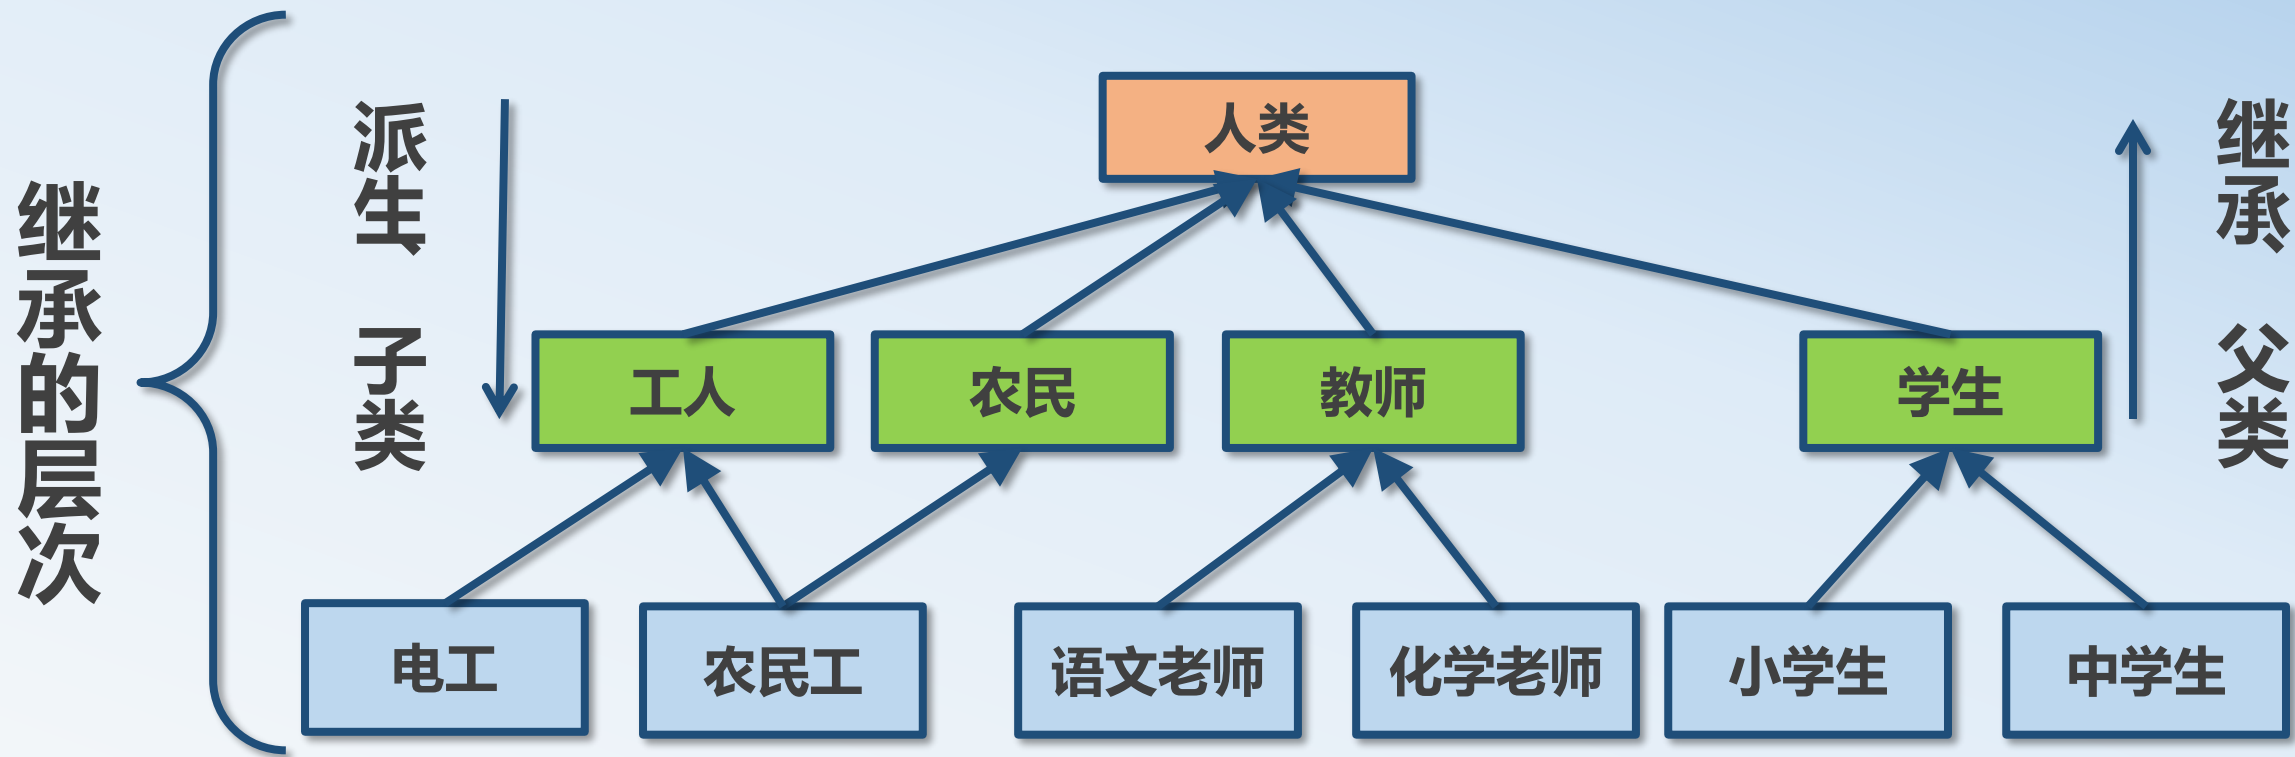 继承的层次
派生、子类
人类
继承、父类
工人
农民
教师
学生
电工
农民工
语文老师
化学老师
小学生
中学生